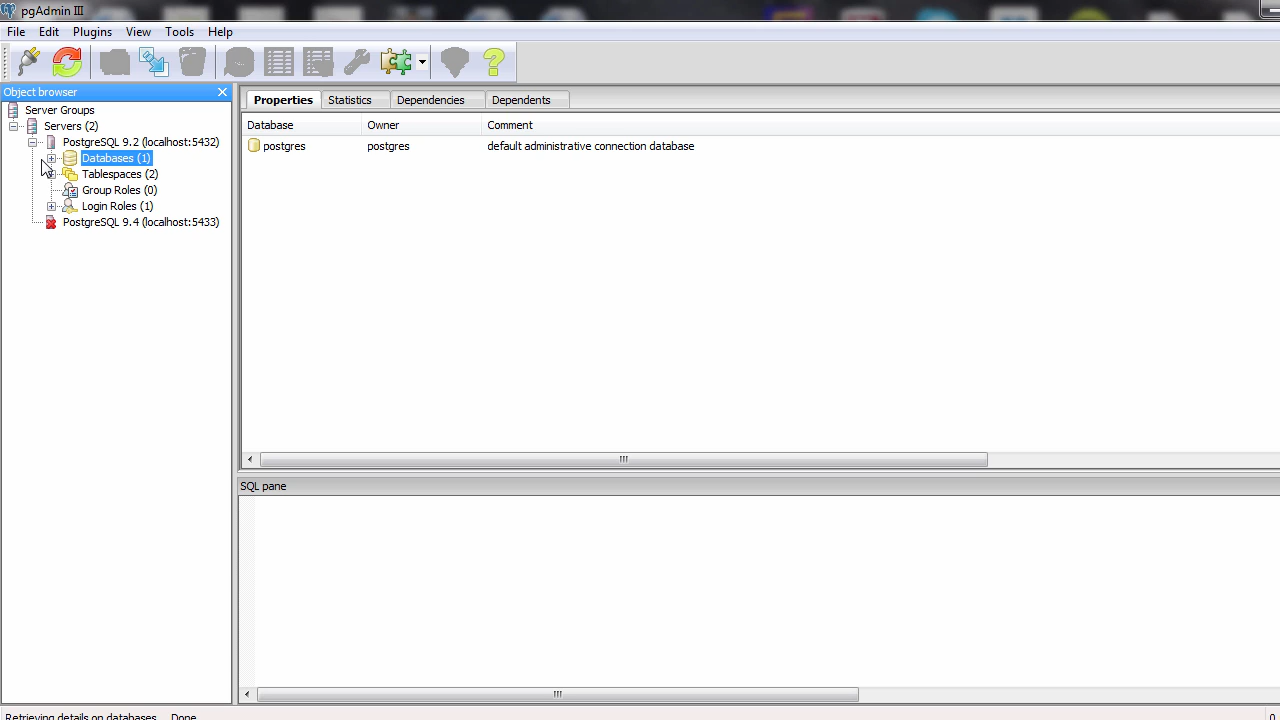 pgAdmin III
File Edit Plugins View Tools Help
Object browser
Server Groups
Servers (2)
PostgreSQL 9.2 (localhost:5432)
Databases (1)
Tablespaces (2)
Group Roles (0)
Login Roles (1)
PostgreSQL 9.4 (localhost:5433)
Properties Statistics Dependencies Dependents
Database Owner Comment
postgres postgres default administrative connection database
SQL pane
Retrieving details on databases... Done.
0